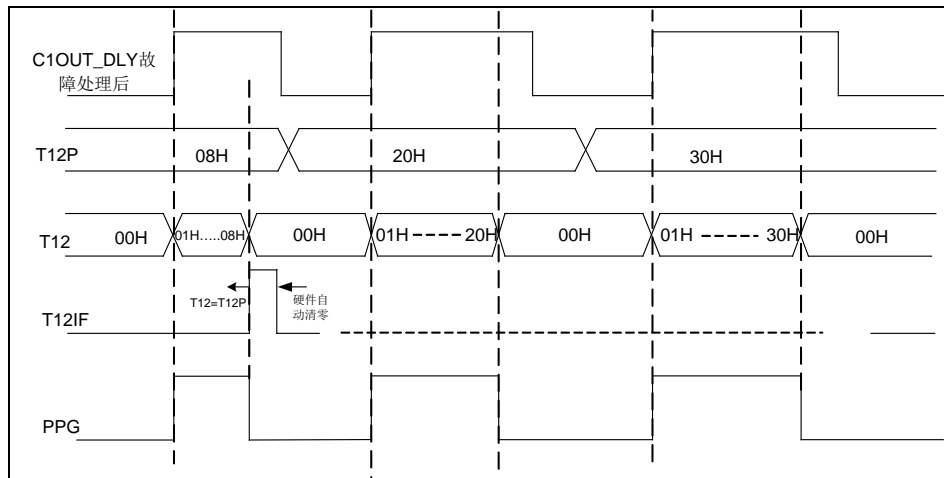 C1OUT_DLY故
障处理后
T12P
08H
20H
30H
T12
00H
01H.....08H
00H
01H ----- 20H
00H
01H ----- 30H
00H
T12=T12P
硬件自
动清零
T12IF
PPG